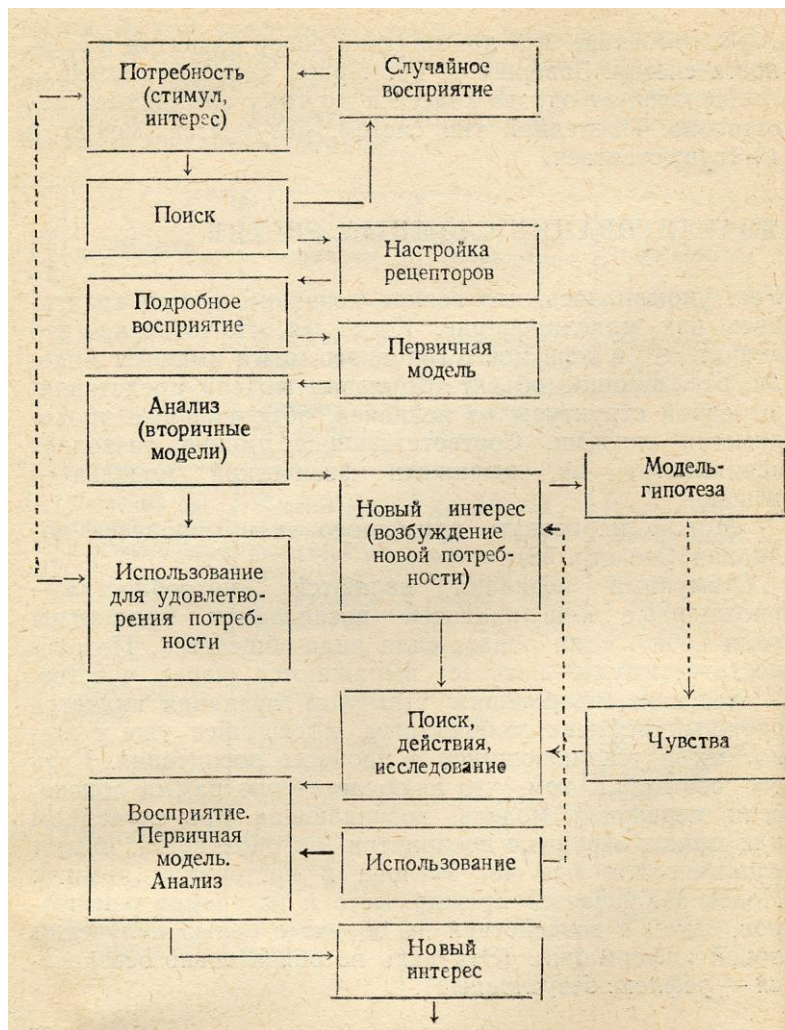 Потребность
(стимул,
интерес)
Случайное
восприятие
Поиск
Настройка
рецепторов
Подробное
восприятие
Первичная
модель
Анализ
(вторичные
модели)
Новый интерес
(возбуждение
новой потреб-
ности)
Модель-
гипотеза
Использование
для удовлетво-
рения потреб-
ности
Поиск,
действия,
исследование
Чувства
Восприятие.
Первичная
модель.
Анализ
Использование
Новый
интерес